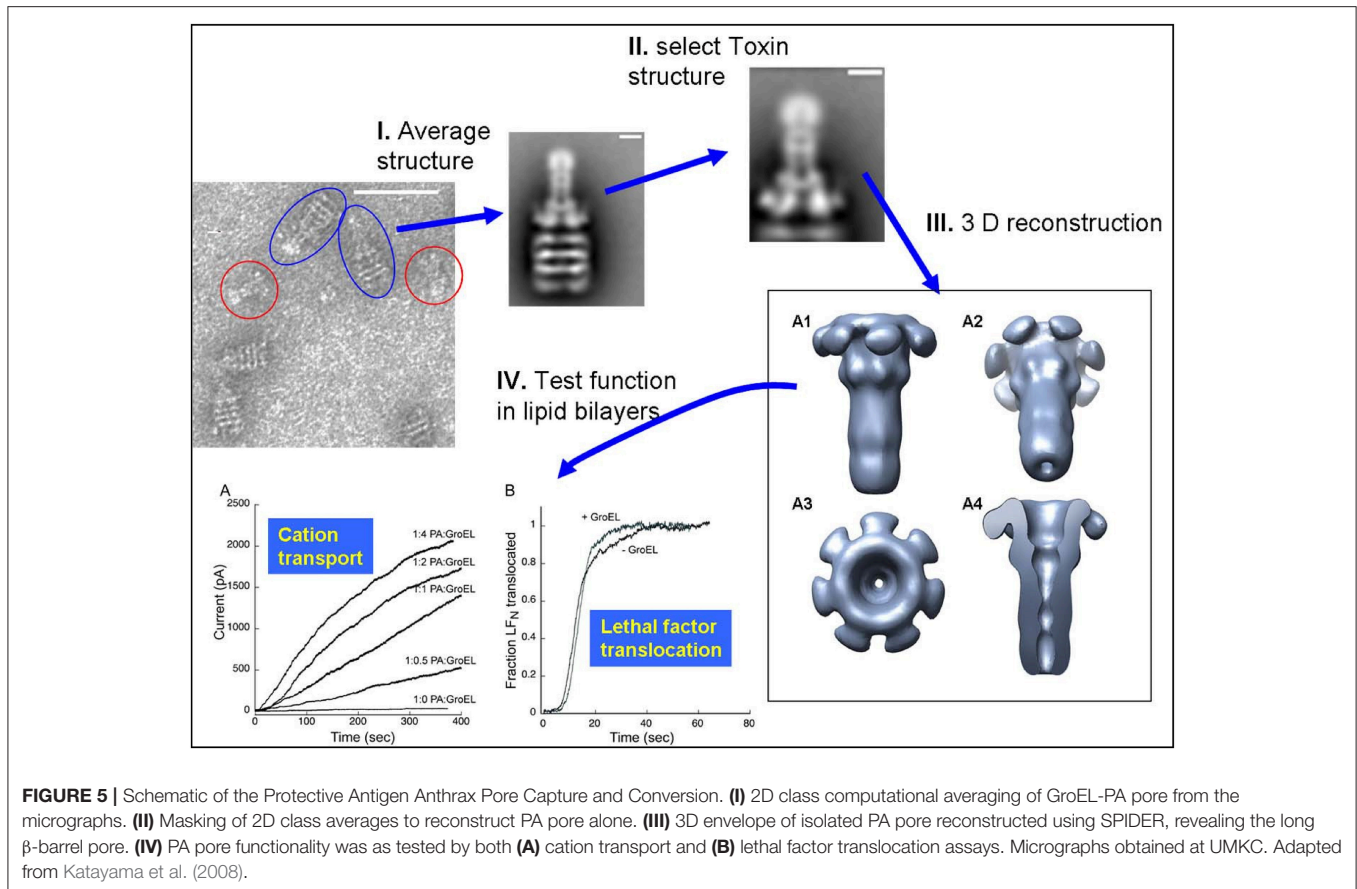 II. select Toxin
structure
I. Average
structure
III. 3 D reconstruction
A1
A2
IV. Test function
in lipid bilayers
A3
A4
A
2500
2000
1500
1000
500
0
Current (pA)
Cation
transport
1:4 PA:GroEL
1:2 PA:GroEL
1:1 PA:GroEL
1:0.5 PA:GroEL
1:0 PA:GroEL
0 100 200 300 400
Time (sec)
B
1
0.8
0.6
0.4
0.2
0
Fraction LFN translocated
+ GroEL
- GroEL
Lethal factor
translocation
0 20 40 60 80
Time (sec)
FIGURE 5 | Schematic of the Protective Antigen Anthrax Pore Capture and Conversion. (I) 2D class computational averaging of GroEL-PA pore from the
micrographs. (II) Masking of 2D class averages to reconstruct PA pore alone. (III) 3D envelope of isolated PA pore reconstructed using SPIDER, revealing the long
β-barrel pore. (IV) PA pore functionality was as tested by both (A) cation transport and (B) lethal factor translocation assays. Micrographs obtained at UMKC. Adapted
from Katayama et al. (2008).